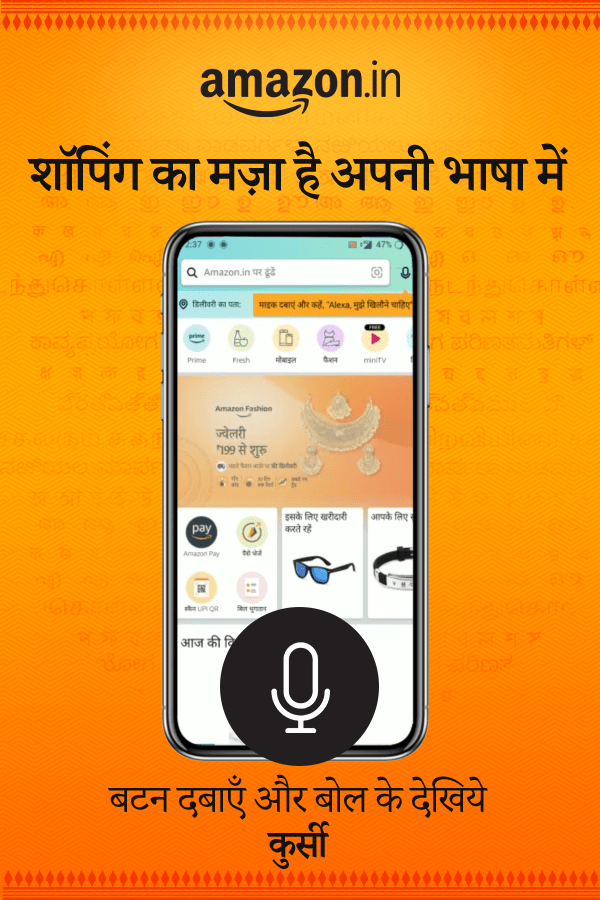 amazon.in
शॉपिंग का मज़ा है अपनी भाषा में
2:37
47%
Amazon.in पर ढूंढें
डिलीवरी का पता:
माइक दबाएं और कहें, "Alexa, मुझे खिलौने चाहिए"
prime
FREE
Prime
Fresh
मोबाइल
फैशन
miniTV
Amazon Fashion
ज्वेलरी
₹199 से शुरू
pay
Amazon Pay
पैसे भेजें
स्कैन UPI QR
बिल भुगतान
इसके लिए खरीदारी
करते रहें
आपके लिए
आज की
बटन दबाएँ और बोल के देखिये
कुर्सी